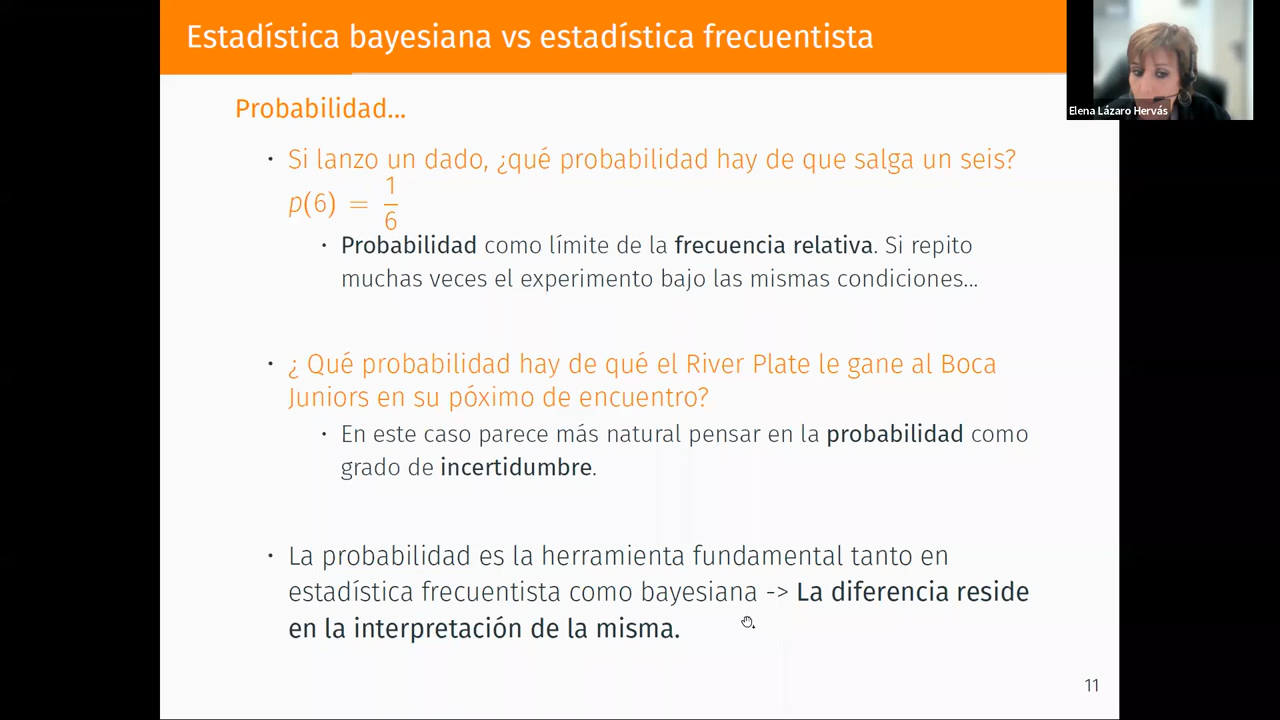 Estadística bayesiana vs estadística frecuentista
Elena Lázaro Hervás
Probabilidad...
• Si lanzo un dado, ¿qué probabilidad hay de que salga un seis?
p(6) = 1/6
• Probabilidad como límite de la frecuencia relativa. Si repito
muchas veces el experimento bajo las mismas condiciones...
• ¿ Qué probabilidad hay de qué el River Plate le gane al Boca
Juniors en su póximo de encuentro?
• En este caso parece más natural pensar en la probabilidad como
grado de incertidumbre.
• La probabilidad es la herramienta fundamental tanto en
estadística frecuentista como bayesiana -> La diferencia reside
en la interpretación de la misma.
11